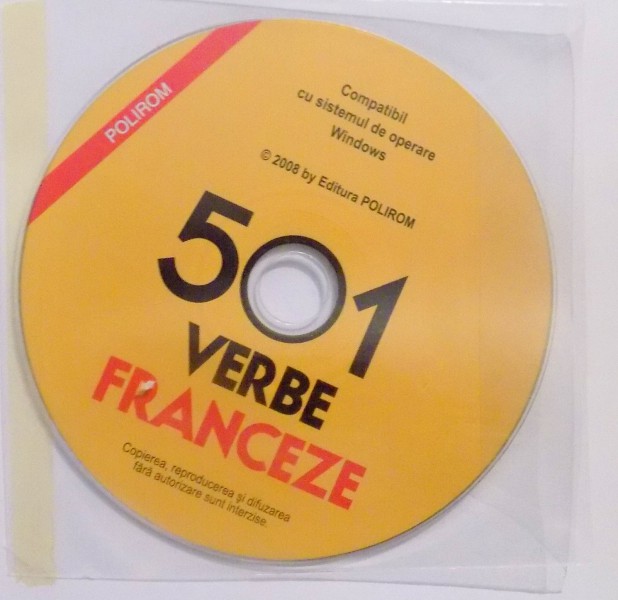 POLIROM
Compatibil
cu sistemul de operare
Windows
© 2008 by Editura POLIROM
501
VERBE
FRANCEZE
Copierea, reproducerea și difuzarea
fără autorizare sunt interzise.